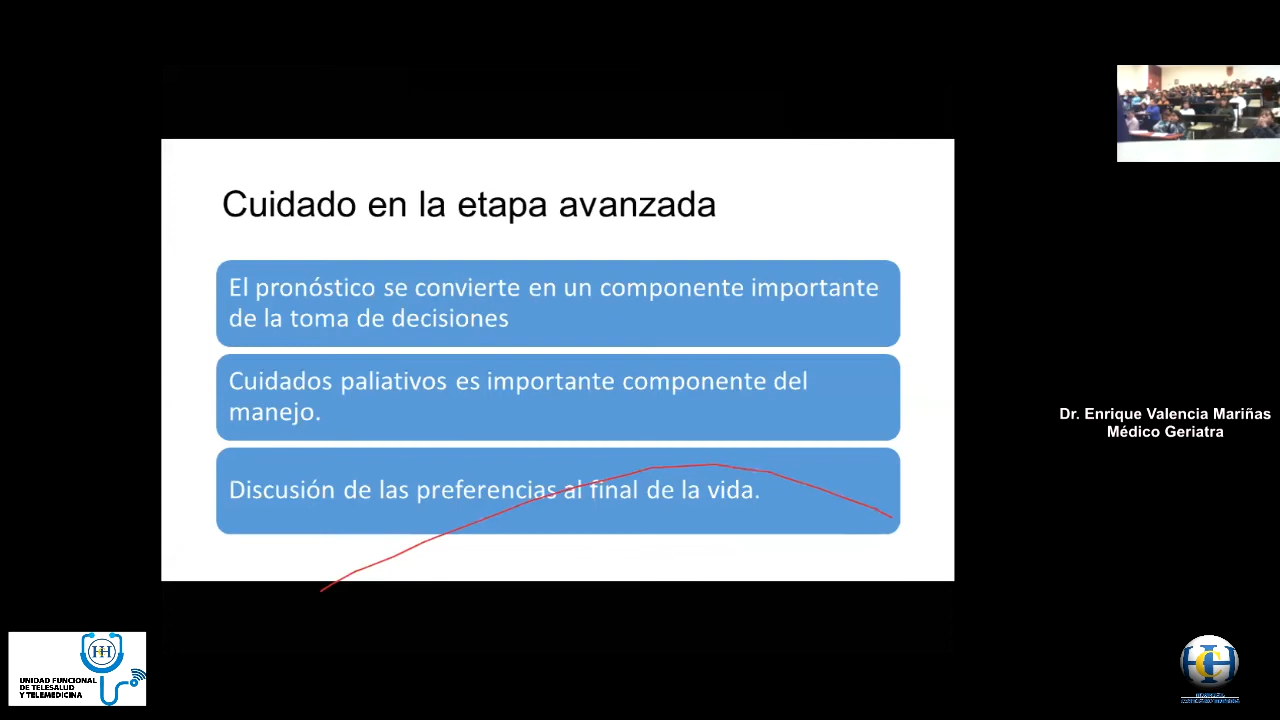 Cuidado en la etapa avanzada
El pronóstico se convierte en un componente importante
de la toma de decisiones
Cuidados paliativos es importante componente del
manejo.
Discusión de las preferencias al final de la vida.
Dr. Enrique Valencia Mariñas
Médico Geriatra
UNIDAD FUNCIONAL
DE TELESALUD
Y TELEMEDICINA